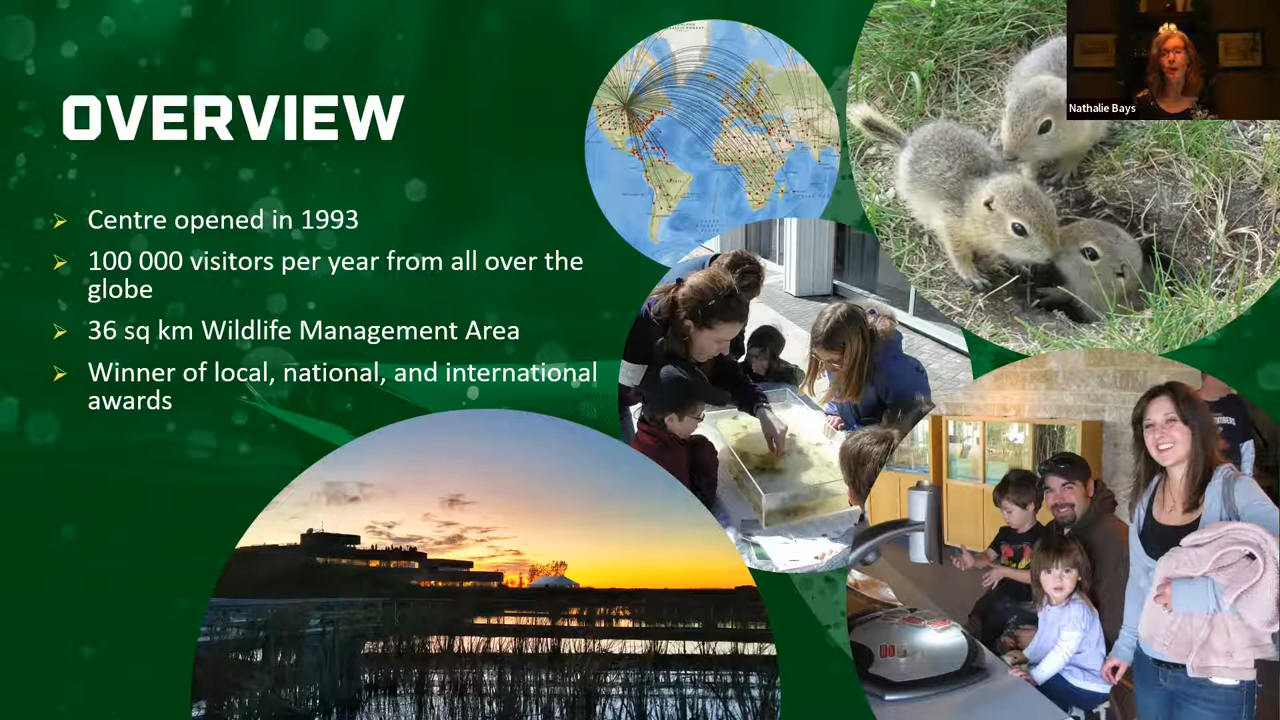 OVERVIEW
Centre opened in 1993
100 000 visitors per year from all over the
globe
36 sq km Wildlife Management Area
Winner of local, national, and international
awards
Nathalie Bays